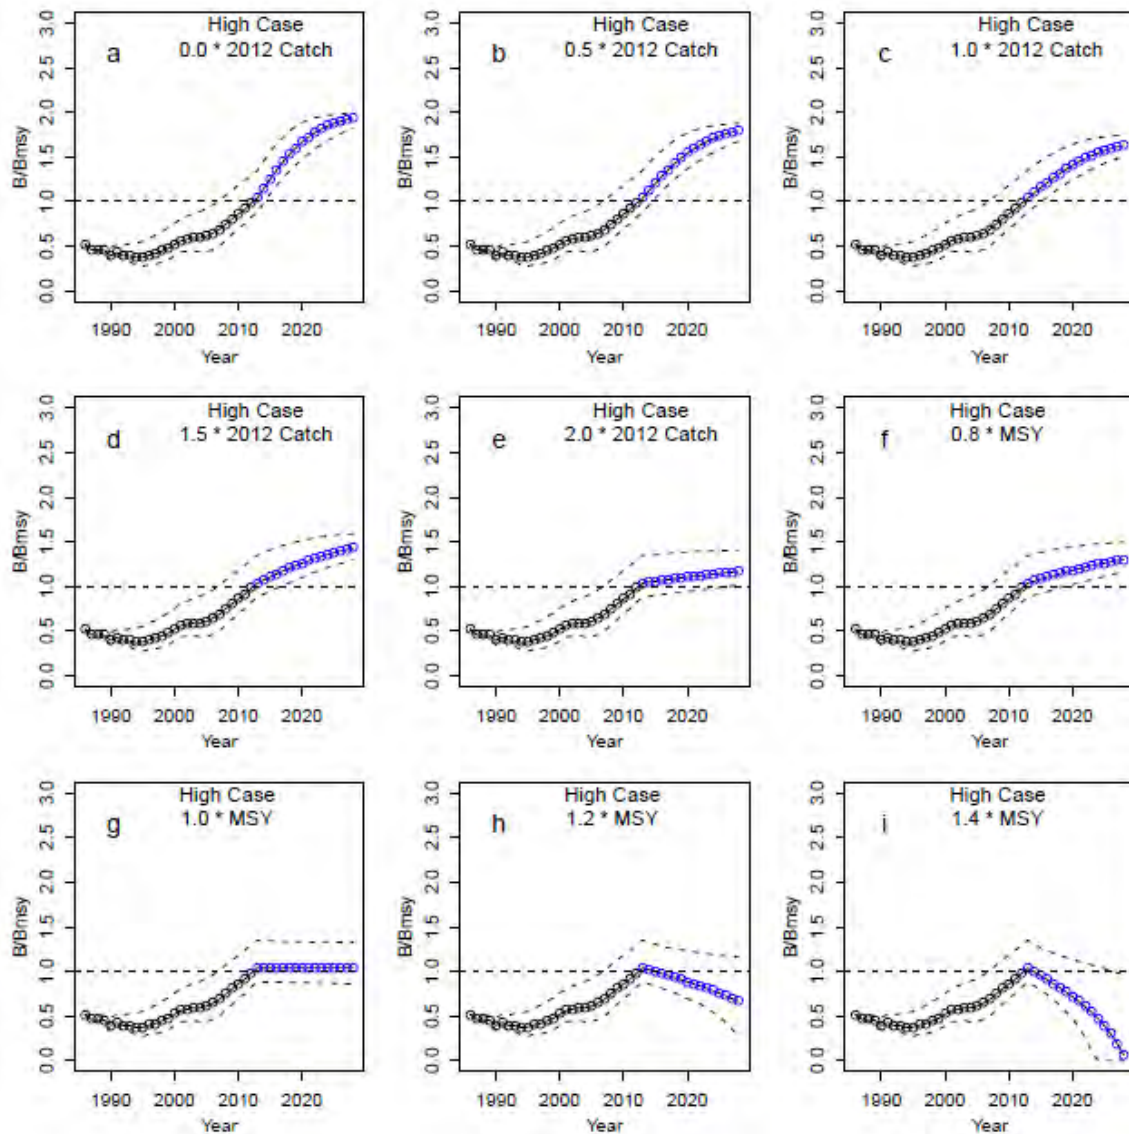 High Case
a
0.0 * 2012 Catch
3.0
2.5
2.0
1.5
1.0
0.5
0.0
B/Bmsy
1990 2000 2010 2020
Year
High Case
b
0.5 * 2012 Catch
3.0
2.5
2.0
1.5
1.0
0.5
0.0
B/Bmsy
1990 2000 2010 2020
Year
High Case
c
1.0 * 2012 Catch
3.0
2.5
2.0
1.5
1.0
0.5
0.0
B/Bmsy
1990 2000 2010 2020
Year
High Case
d
1.5 * 2012 Catch
3.0
2.5
2.0
1.5
1.0
0.5
0.0
B/Bmsy
1990 2000 2010 2020
Year
High Case
e
2.0 * 2012 Catch
3.0
2.5
2.0
1.5
1.0
0.5
0.0
B/Bmsy
1990 2000 2010 2020
Year
High Case
f
0.8 * MSY
3.0
2.5
2.0
1.5
1.0
0.5
0.0
B/Bmsy
1990 2000 2010 2020
Year
High Case
g
1.0 * MSY
3.0
2.5
2.0
1.5
1.0
0.5
0.0
B/Bmsy
1990 2000 2010 2020
Year
High Case
h
1.2 * MSY
3.0
2.5
2.0
1.5
1.0
0.5
0.0
B/Bmsy
1990 2000 2010 2020
Year
High Case
i
1.4 * MSY
3.0
2.5
2.0
1.5
1.0
0.5
0.0
B/Bmsy
1990 2000 2010 2020
Year